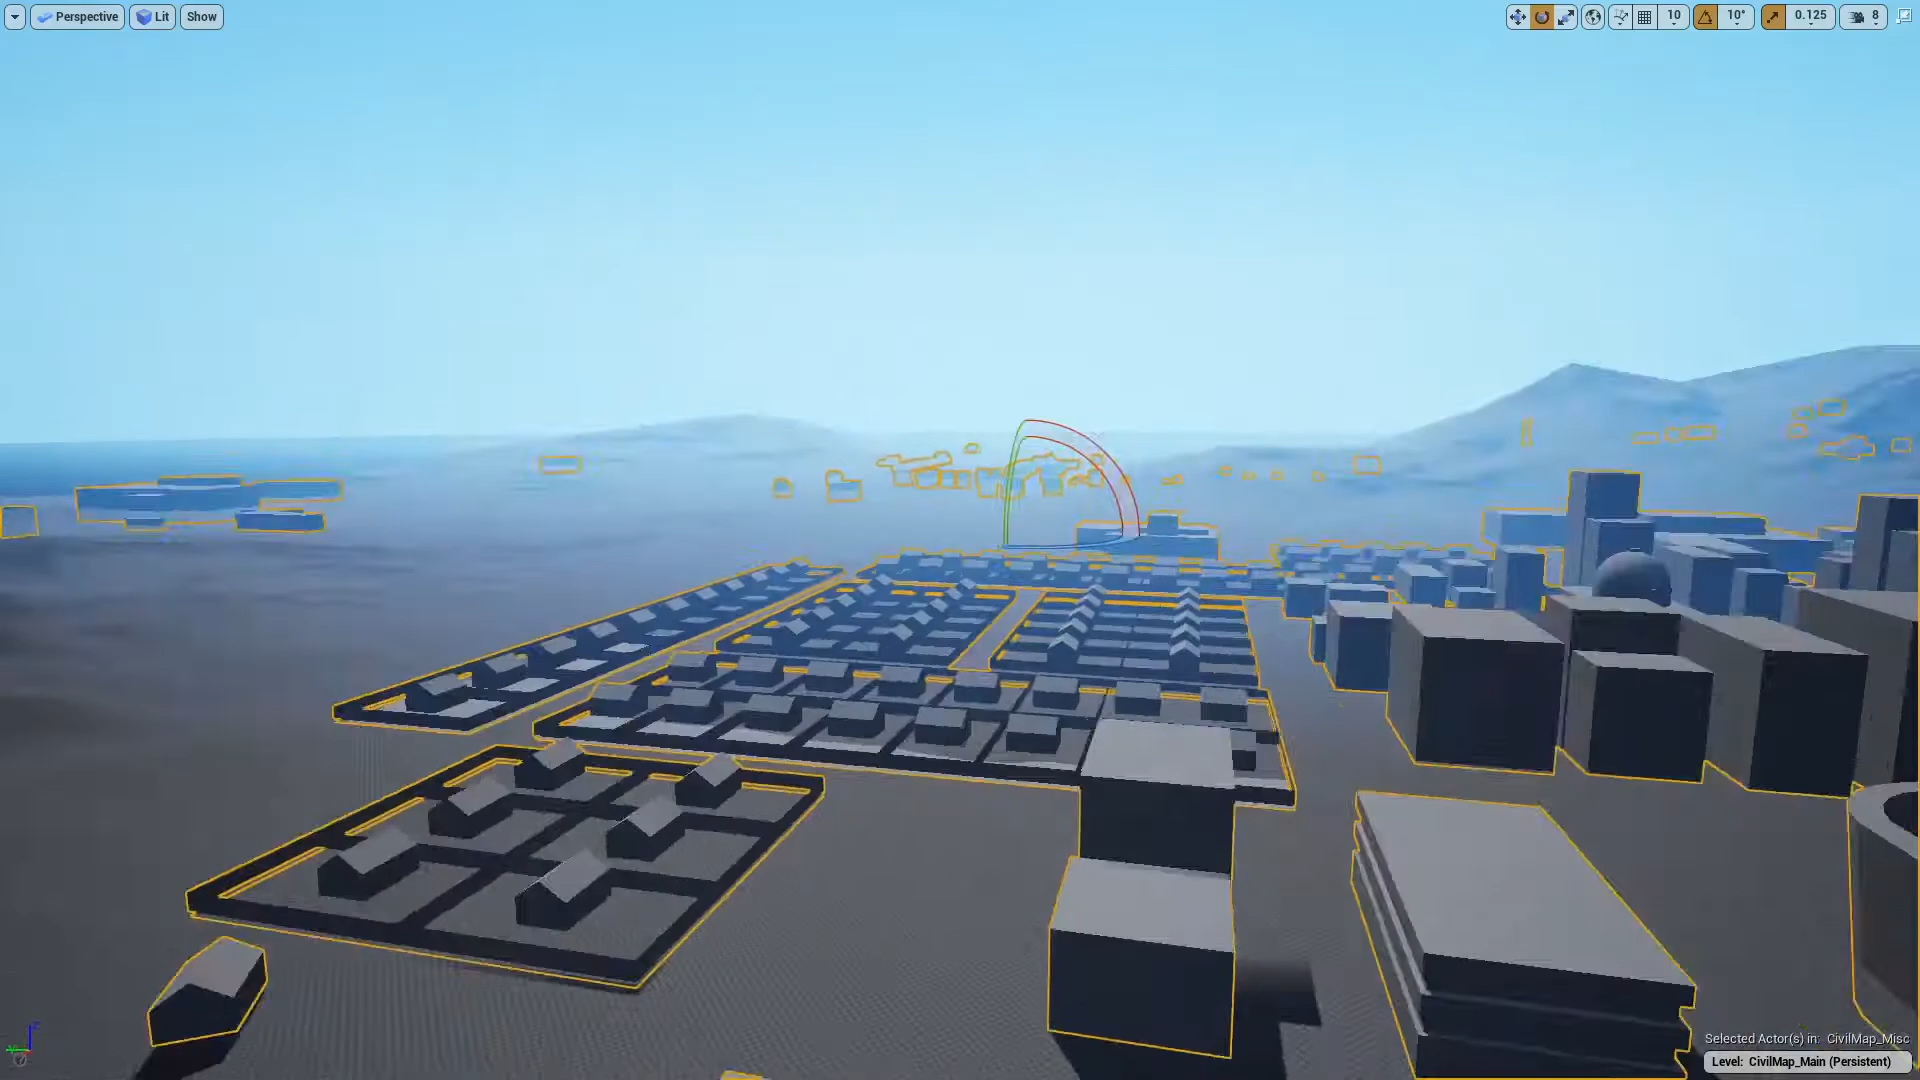 Perspective Lit Show 10 10° 0.125 8
Selected Actor(s) in: CivilMap_Misc
Level: CivilMap_Main (Persistent)